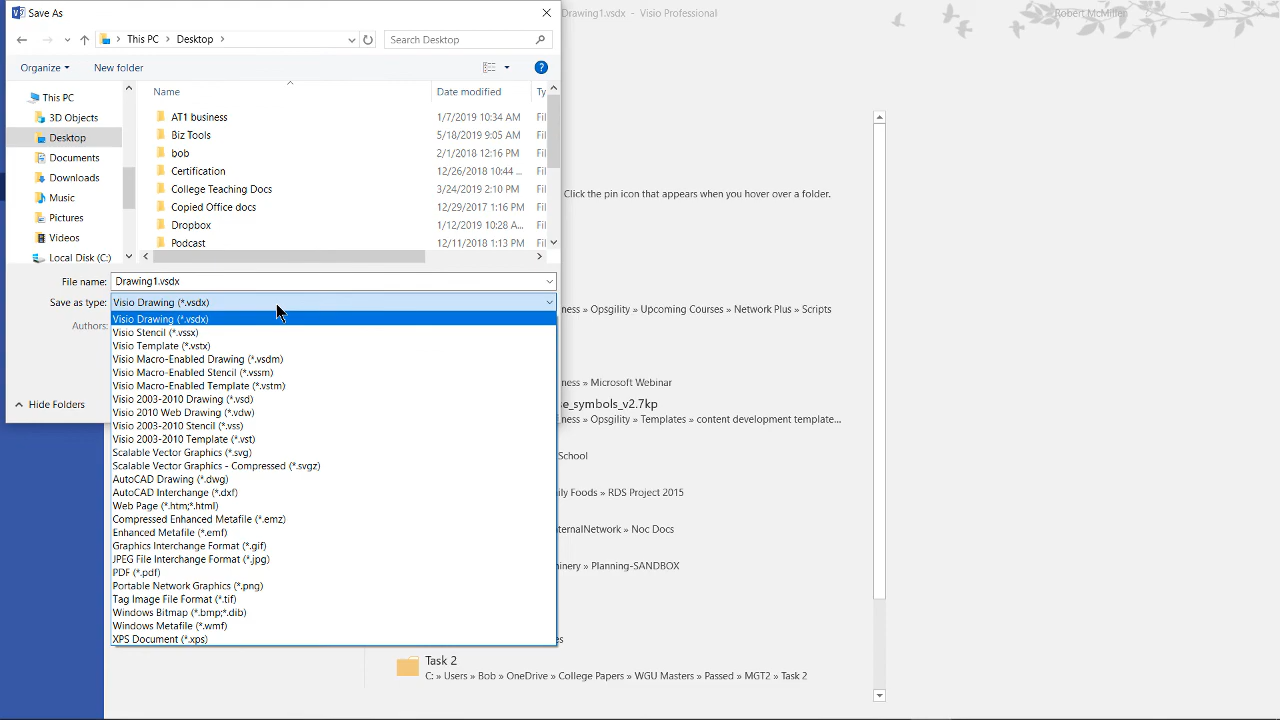 Save As
Drawing1.vsdx - Visio Professional
Robert McMillen
This PC
Desktop
Search Desktop
Organize
New folder
Name
Date modified
Ty
This PC
3D Objects
Desktop
Documents
Downloads
Music
Pictures
Videos
Local Disk (C:)
AT1 business 1/7/2019 10:34 AM Fil
Biz Tools 5/18/2019 9:05 AM Fil
bob 2/1/2018 12:16 PM Fil
Certification 12/26/2018 10:44 ... Fil
College Teaching Docs 3/24/2019 2:10 PM Fil
Copied Office docs 12/29/2017 1:16 PM Fil
Dropbox 1/12/2019 10:28 A... Fil
Podcast 12/11/2018 1:13 PM Fil
File name: Drawing1.vsdx
Save as type: Visio Drawing (*.vsdx)
Authors:
Hide Folders
Visio Drawing (*.vsdx)
Visio Stencil (*.vssx)
Visio Template (*.vstx)
Visio Macro-Enabled Drawing (*.vsdm)
Visio Macro-Enabled Stencil (*.vssm)
Visio Macro-Enabled Template (*.vstm)
Visio 2003-2010 Drawing (*.vsd)
Visio 2010 Web Drawing (*.vdw)
Visio 2003-2010 Stencil (*.vss)
Visio 2003-2010 Template (*.vst)
Scalable Vector Graphics (*.svg)
Scalable Vector Graphics - Compressed (*.svgz)
AutoCAD Drawing (*.dwg)
AutoCAD Interchange (*.dxf)
Web Page (*.htm;*.html)
Compressed Enhanced Metafile (*.emz)
Enhanced Metafile (*.emf)
Graphics Interchange Format (*.gif)
JPEG File Interchange Format (*.jpg)
PDF (*.pdf)
Portable Network Graphics (*.png)
Tag Image File Format (*.tif)
Windows Bitmap (*.bmp;*.dib)
Windows Metafile (*.wmf)
XPS Document (*.xps)
Click the pin icon that appears when you hover over a folder.
ness » Opsgility » Upcoming Courses » Network Plus » Scripts
ness » Microsoft Webinar
se_symbols_v2.7kp
ness » Opsgility » Templates » content development template...
School
ily Foods » RDS Project 2015
ternalNetwork » Noc Docs
hinery » Planning-SANDBOX
es
Task 2
C: » Users » Bob » OneDrive » College Papers » WGU Masters » Passed » MGT2 » Task 2